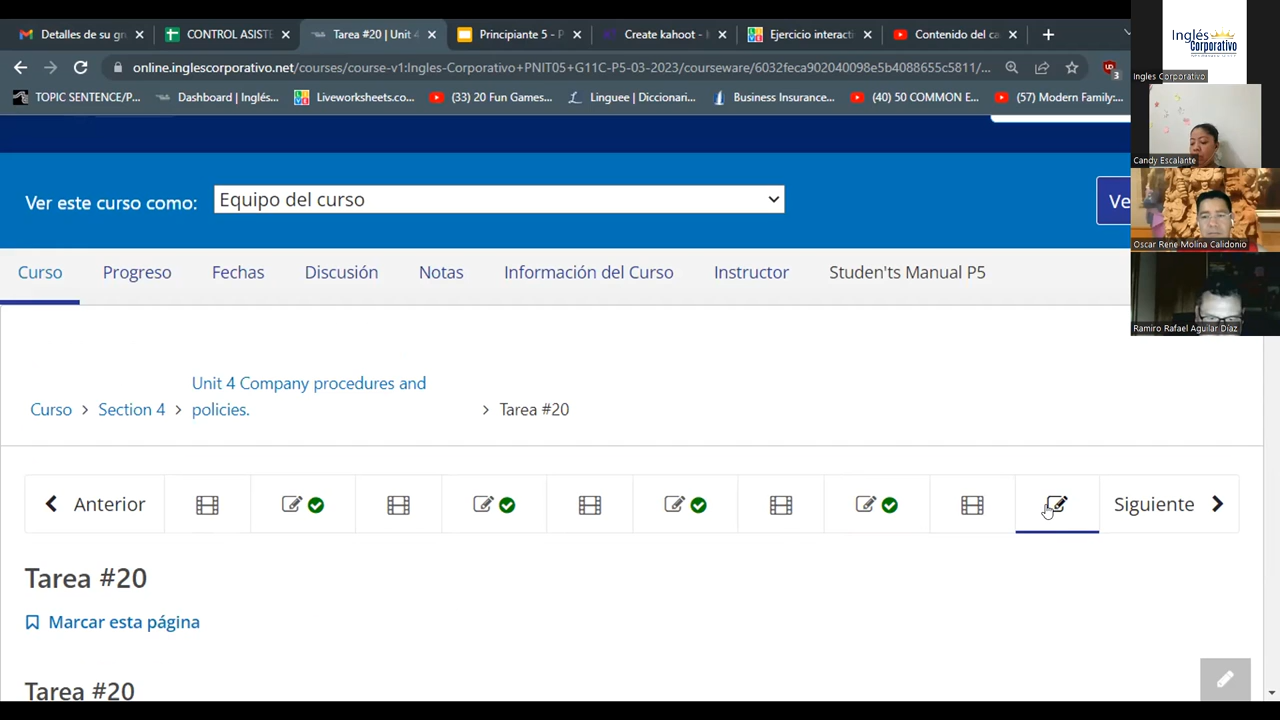 Detalles de su gr
CONTROL ASISTE
Tarea #20 | Unit 4
Principiante 5 - P
Create kahoot -
Ejercicio interacti
Contenido del ca
online.inglescorporativo.net/courses/course-v1:Ingles-Corporativo+PNIT05+G11C-P5-03-2023/courseware/6059eca902040098e5b4088655c5811/...
TOPIC SENTENCE/P...
Dashboard | Inglés...
Liveworksheets.co...
(33) 20 Fun Games...
Linguee | Diccionari...
Business Insurance...
(40) 50 COMMON E...
(57) Modern Family:...
Inglés
Corporativo
Ingles Corporativo
Candy Escalante
Oscar Rene Molina Calidonio
Ramiro Rafael Aguilar Díaz
Ver este curso como:
Equipo del curso
Ve
Curso
Progreso
Fechas
Discusión
Notas
Información del Curso
Instructor
Studen'ts Manual P5
Curso > Section 4 > Unit 4 Company procedures and
policies. > Tarea #20
Anterior
Siguiente
Tarea #20
Marcar esta página
Tarea #20